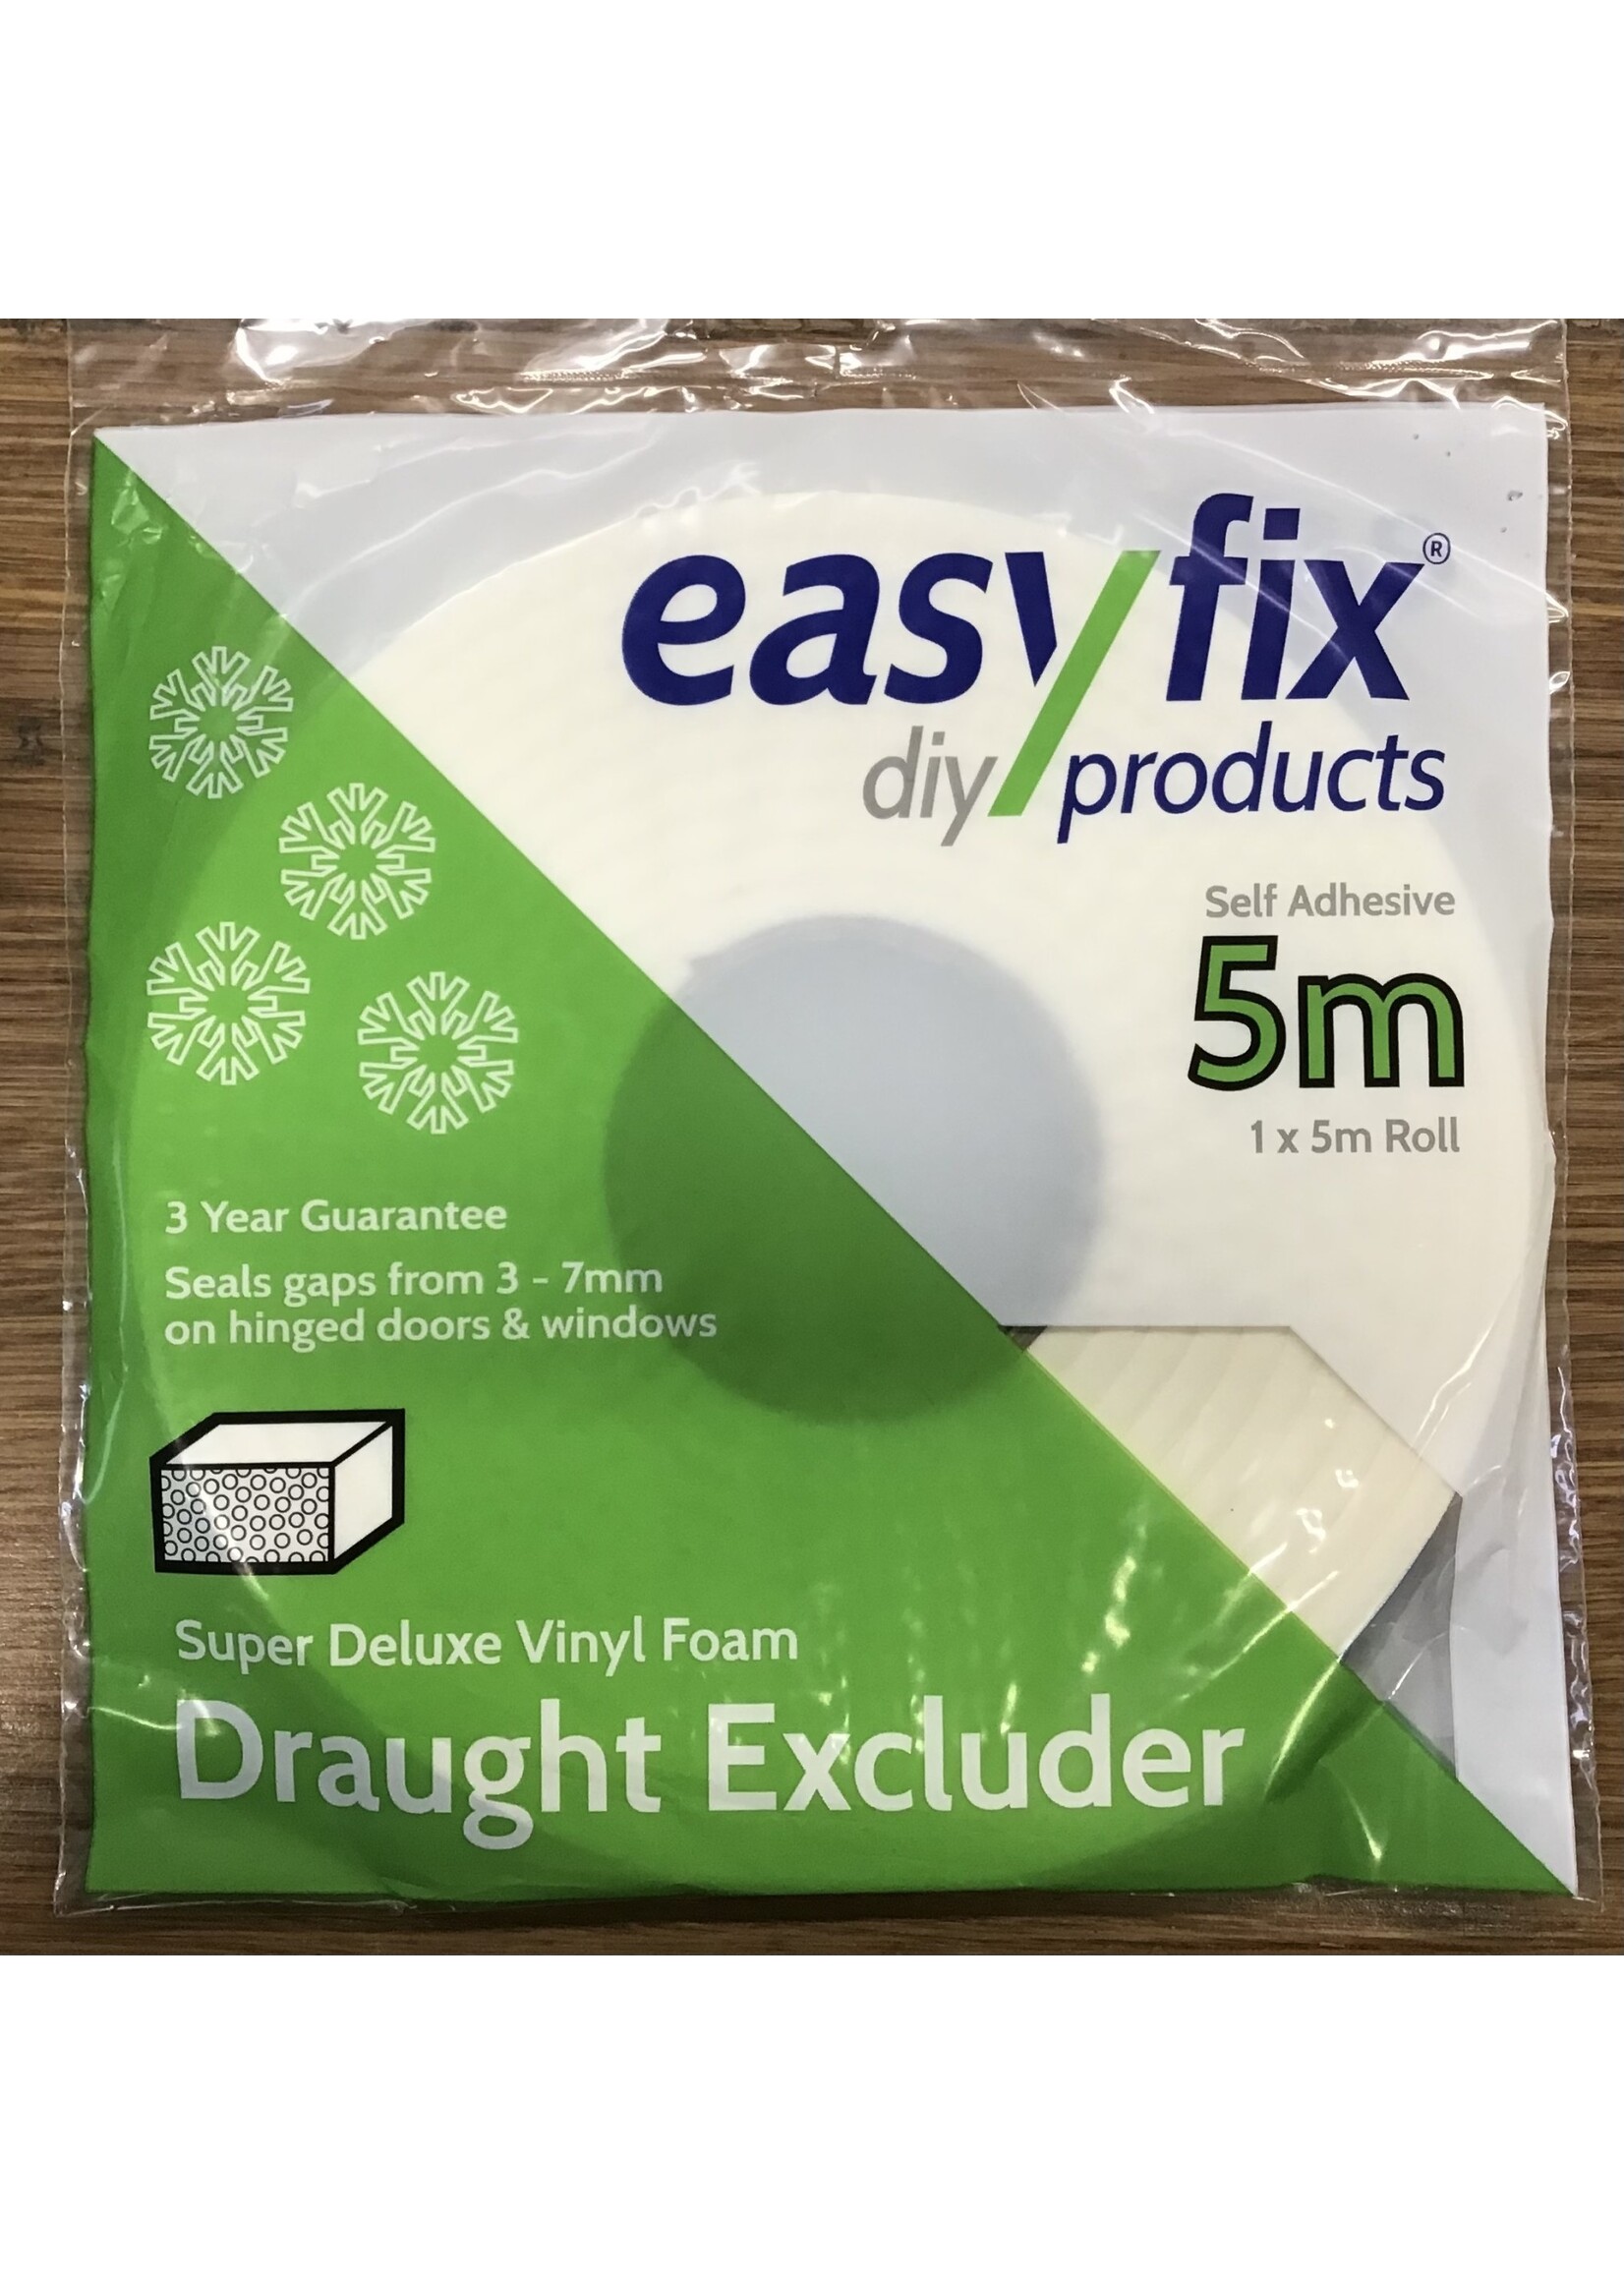 easyfix®
diy/products
Self Adhesive
5m
1 x 5m Roll
3 Year Guarantee
Seals gaps from 3 - 7mm
on hinged doors & windows
Super Deluxe Vinyl Foam
Draught Excluder